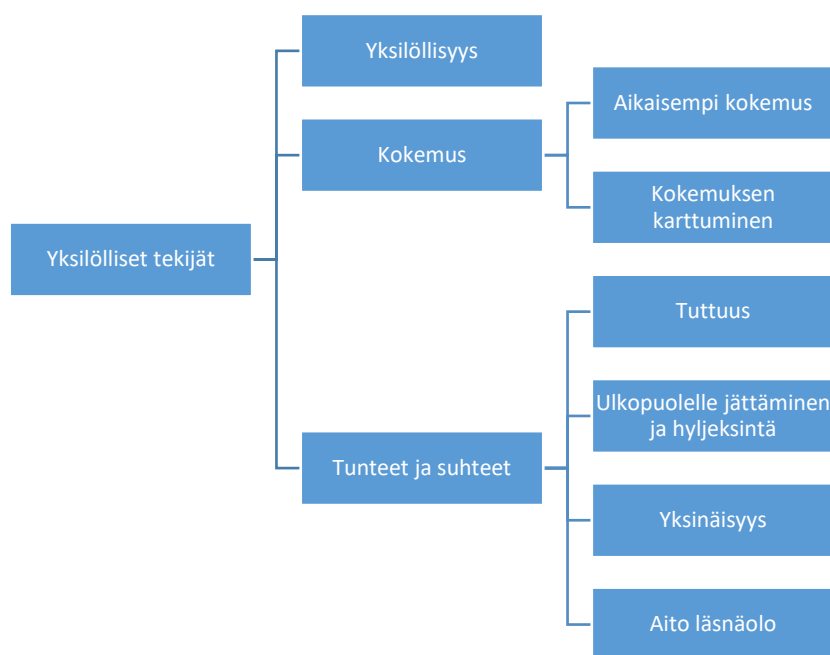 Yksilöllisyys
Aikaisempi kokemus
Kokemus
Kokemuksen
karttuminen
Yksilölliset tekijät
Tuttuus
Ulkopuolelle jättäminen
ja hyljeksintä
Tunteet ja suhteet
Yksinäisyys
Aito läsnäolo